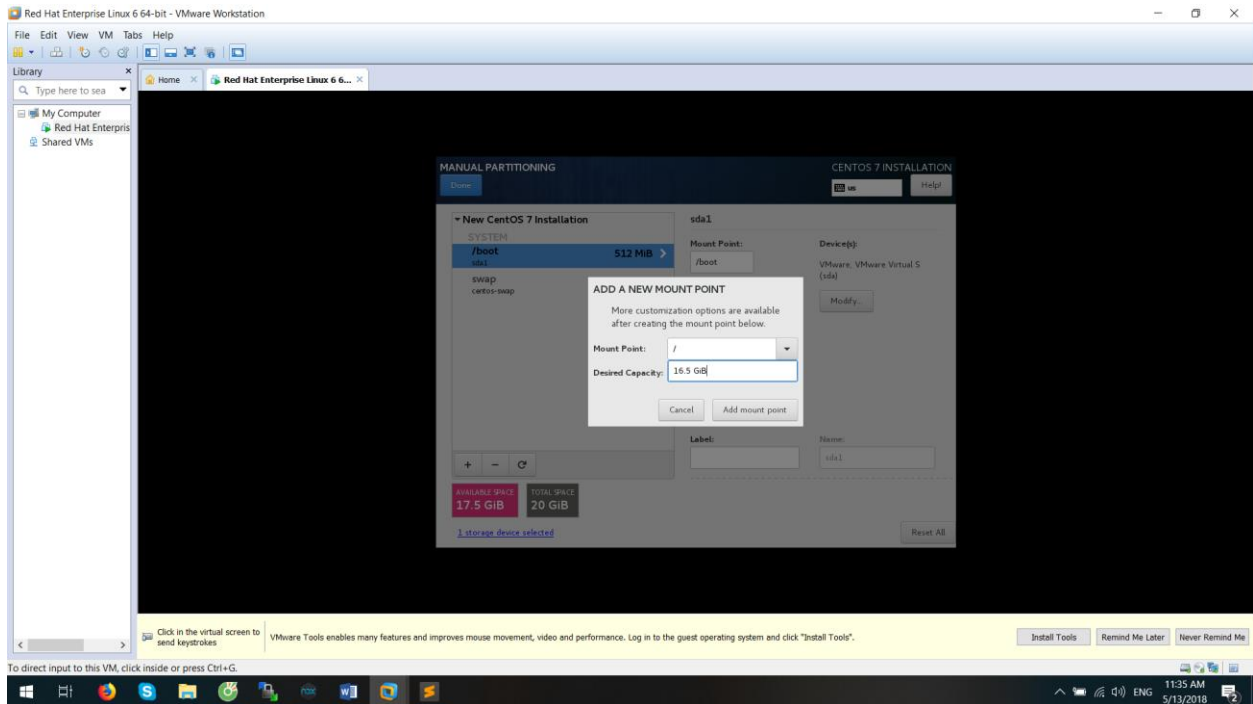 Red Hat Enterprise Linux 6 64-bit - VMware Workstation
File Edit View VM Tabs Help
Library
Type here to sea
My Computer
Red Hat Enterpris
Shared VMs
Home
Red Hat Enterprise Linux 6 6...
MANUAL PARTITIONING
Done
CENTOS 7 INSTALLATION
us
Help!
New CentOS 7 Installation
SYSTEM
/boot
sda1
512 MiB
swap
centos-swap
sda1
Mount Point:
/boot
Device(s):
VMware, VMware Virtual S
(sda)
Modify...
ADD A NEW MOUNT POINT
More customization options are available
after creating the mount point below.
Mount Point:
/
Desired Capacity:
16.5 GiB
Cancel
Add mount point
Label:
Name:
sda1
+ -
AVAILABLE SPACE
17.5 GiB
TOTAL SPACE
20 GiB
1 storage device selected
Reset All
Click in the virtual screen to
send keystrokes
VMware Tools enables many features and improves mouse movement, video and performance. Log in to the guest operating system and click "Install Tools".
Install Tools
Remind Me Later
Never Remind Me
To direct input to this VM, click inside or press Ctrl+G.
ENG
11:35 AM
5/13/2018
2